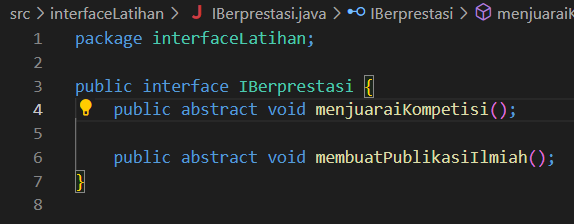 src > interfaceLatihan > J IBerprestasi.java > IBerprestasi > menjuaraiK
1 package interfaceLatihan;
2
3 public interface IBerprestasi {
4 public abstract void menjuaraiKompetisi();
5
6 public abstract void membuatPublikasiIlmiah();
7 }
8